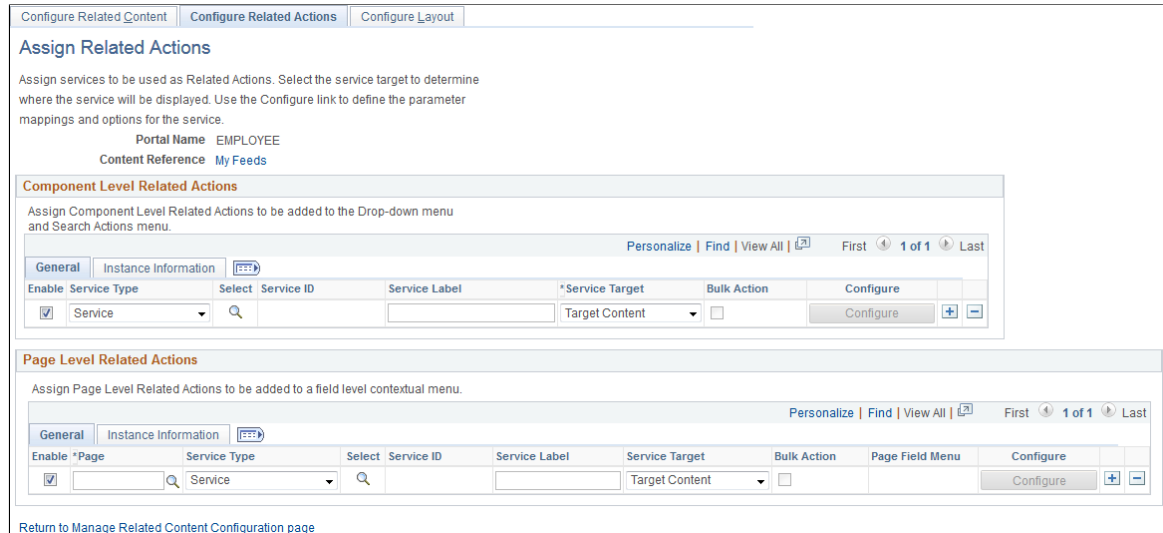 Configure Related Content Configure Related Actions Configure Layout
Assign Related Actions
Assign services to be used as Related Actions. Select the service target to determine
where the service will be displayed. Use the Configure link to define the parameter
mappings and options for the service.
Portal Name EMPLOYEE
Content Reference My Feeds
Component Level Related Actions
Assign Component Level Related Actions to be added to the Drop-down menu
and Search Actions menu.
Personalize | Find | View All | First 1 of 1 Last
General Instance Information
Enable Service Type Select Service ID Service Label *Service Target Bulk Action Configure
Service Target Content Configure
Page Level Related Actions
Assign Page Level Related Actions to be added to a field level contextual menu.
Personalize | Find | View All | First 1 of 1 Last
General Instance Information
Enable *Page Service Type Select Service ID Service Label Service Target Bulk Action Page Field Menu Configure
Service Target Content Configure
Return to Manage Related Content Configuration page